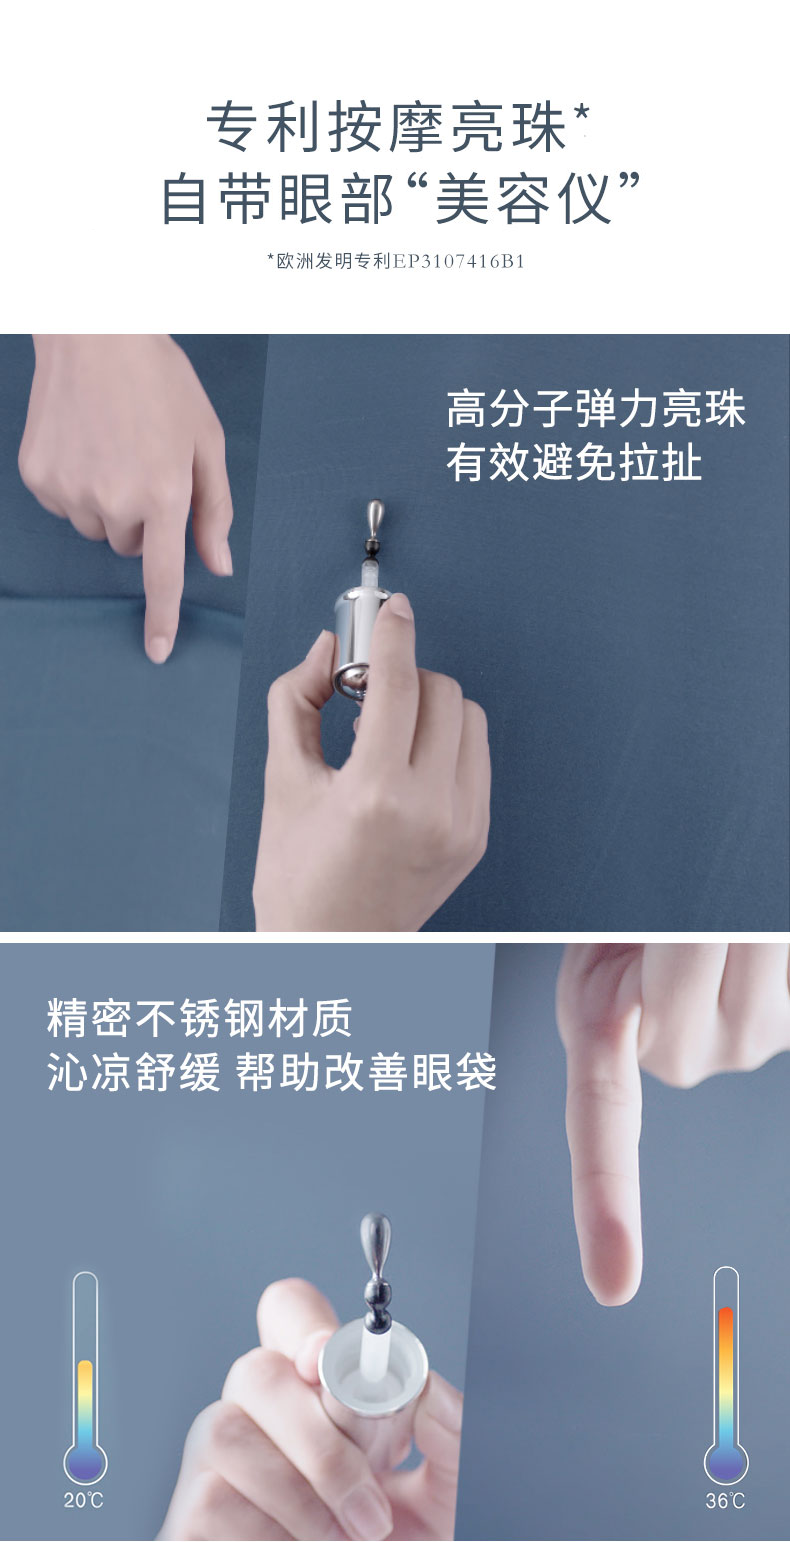 专利按摩亮珠*
自带眼部“美容仪”
*欧洲发明专利EP3107416B1
高分子弹力亮珠
有效避免拉扯
精密不锈钢材质
沁凉舒缓 帮助改善眼袋
20℃
36℃